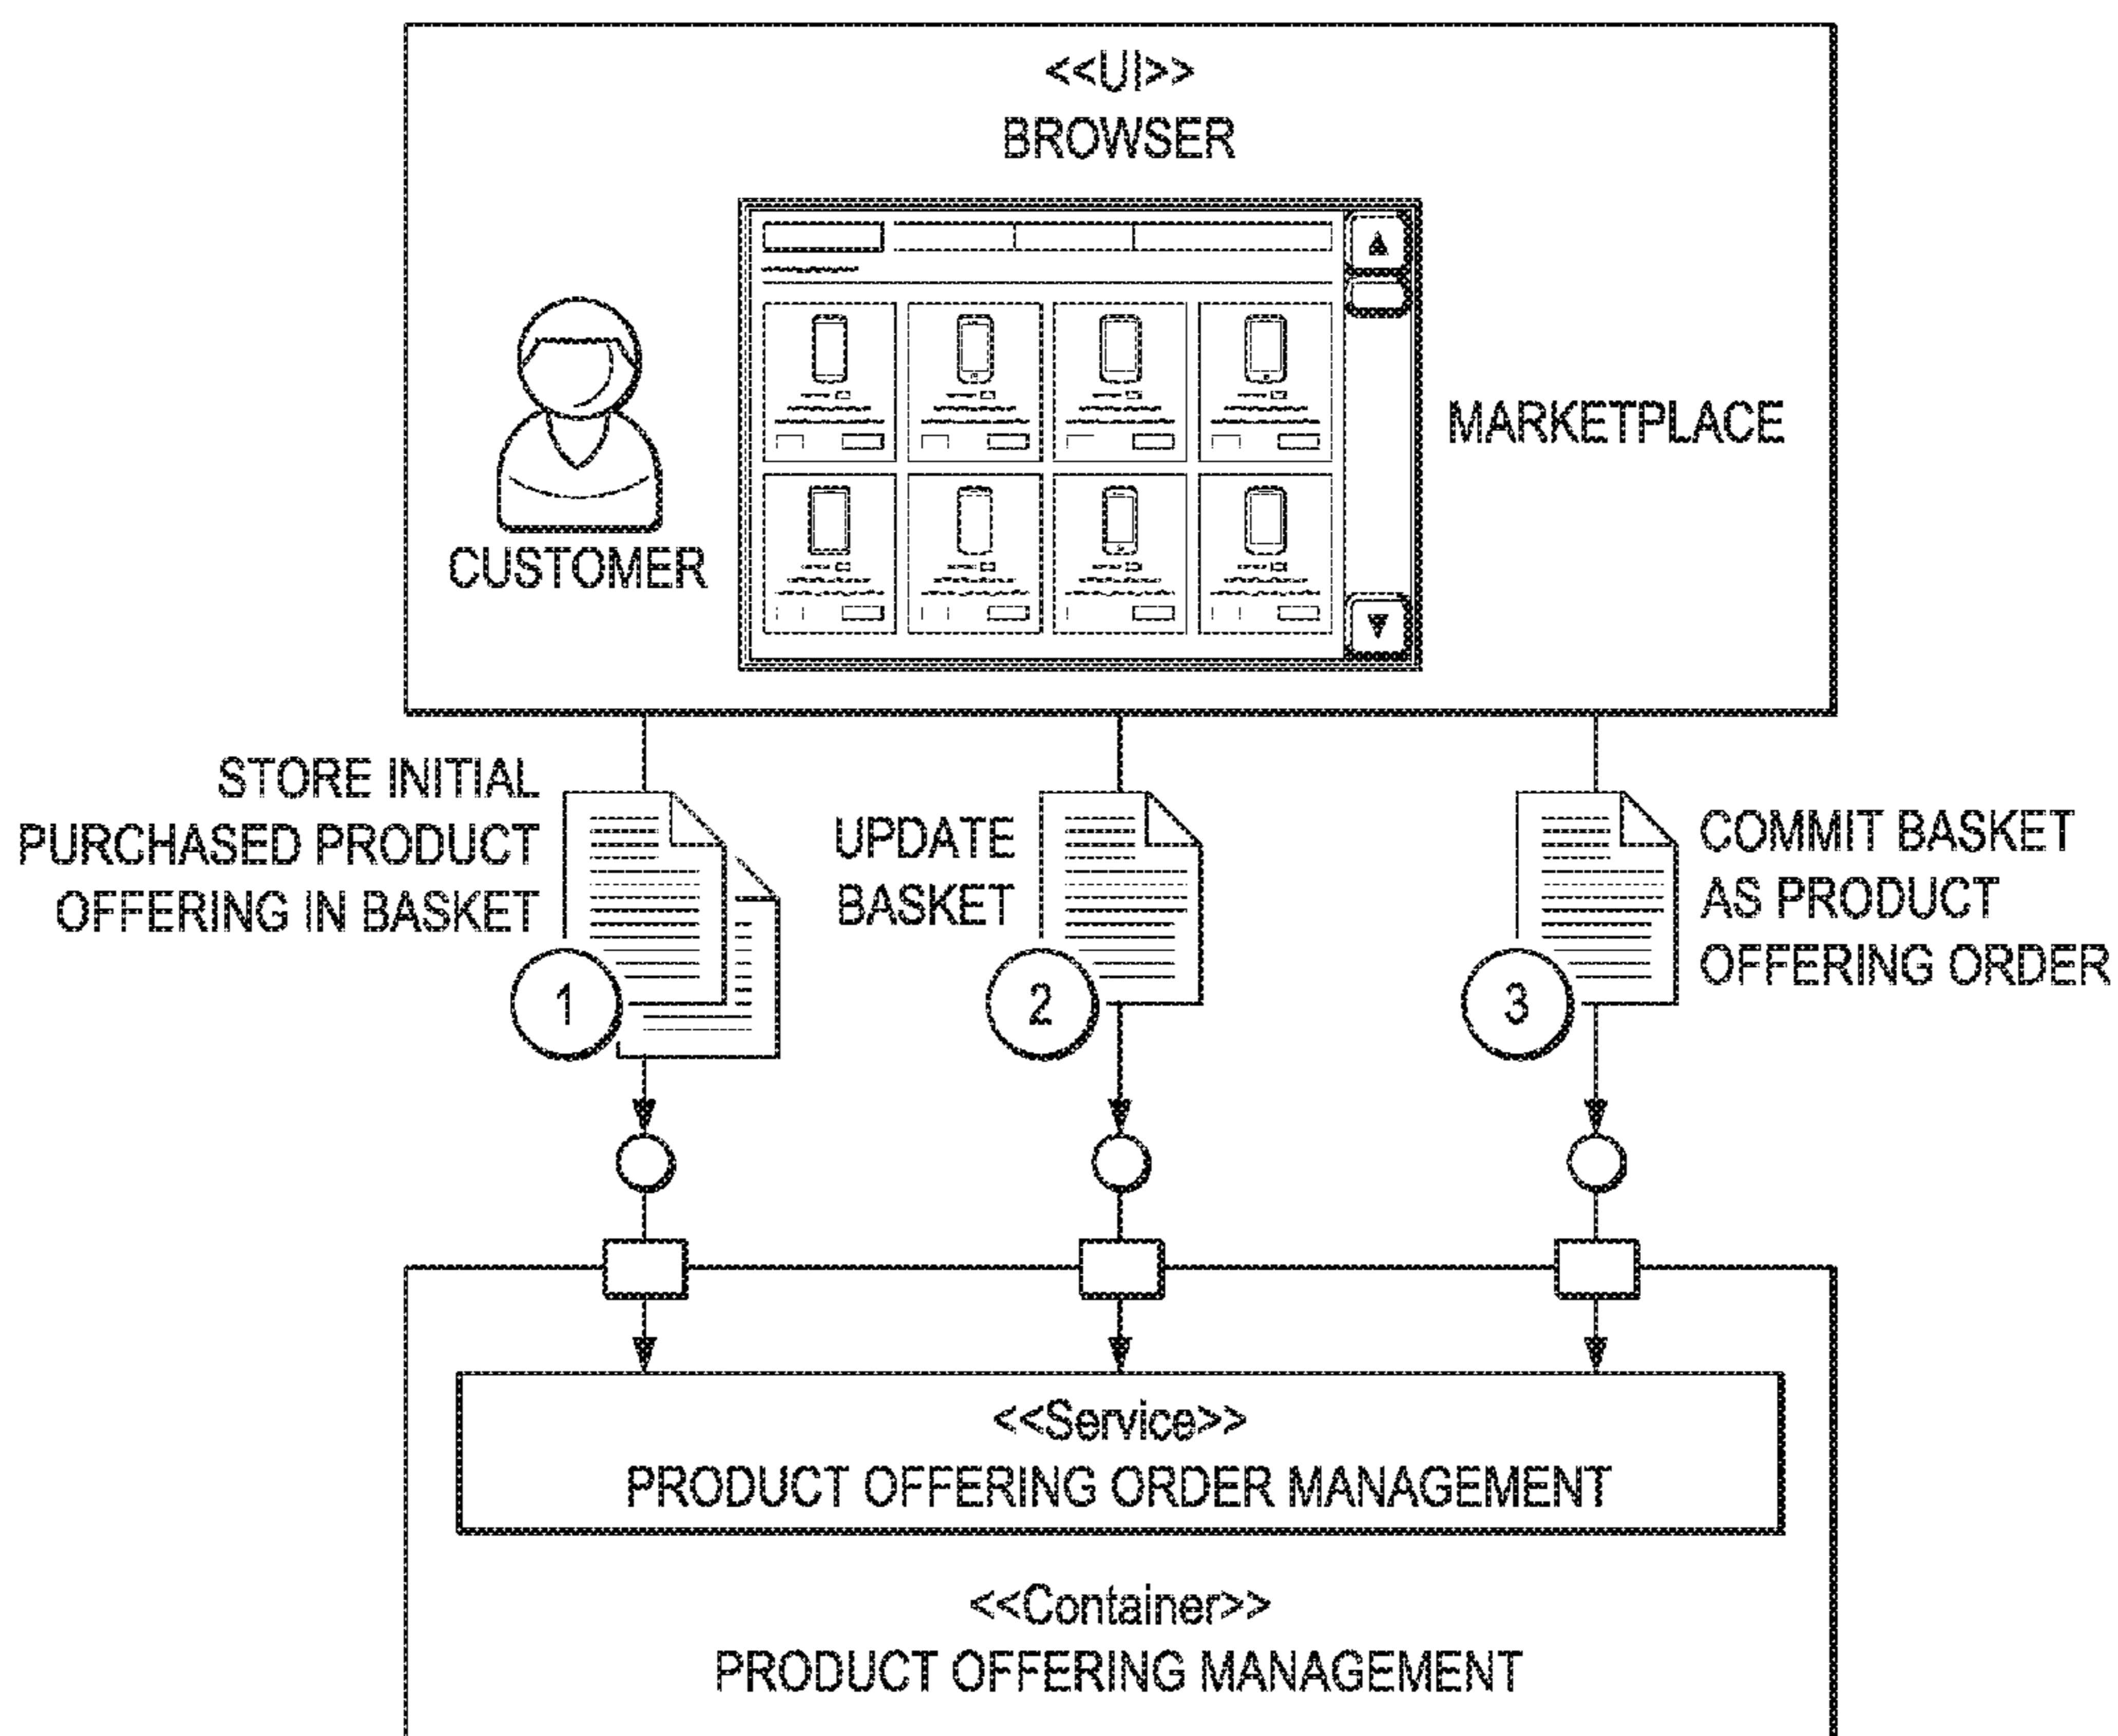 <<UI>>
BROWSER
CUSTOMER
MARKETPLACE
STORE INITIAL
PURCHASED PRODUCT
OFFERING IN BASKET
1
UPDATE
BASKET
2
COMMIT BASKET
AS PRODUCT
OFFERING ORDER
3
<<Service>>
PRODUCT OFFERING ORDER MANAGEMENT
<<Container>>
PRODUCT OFFERING MANAGEMENT